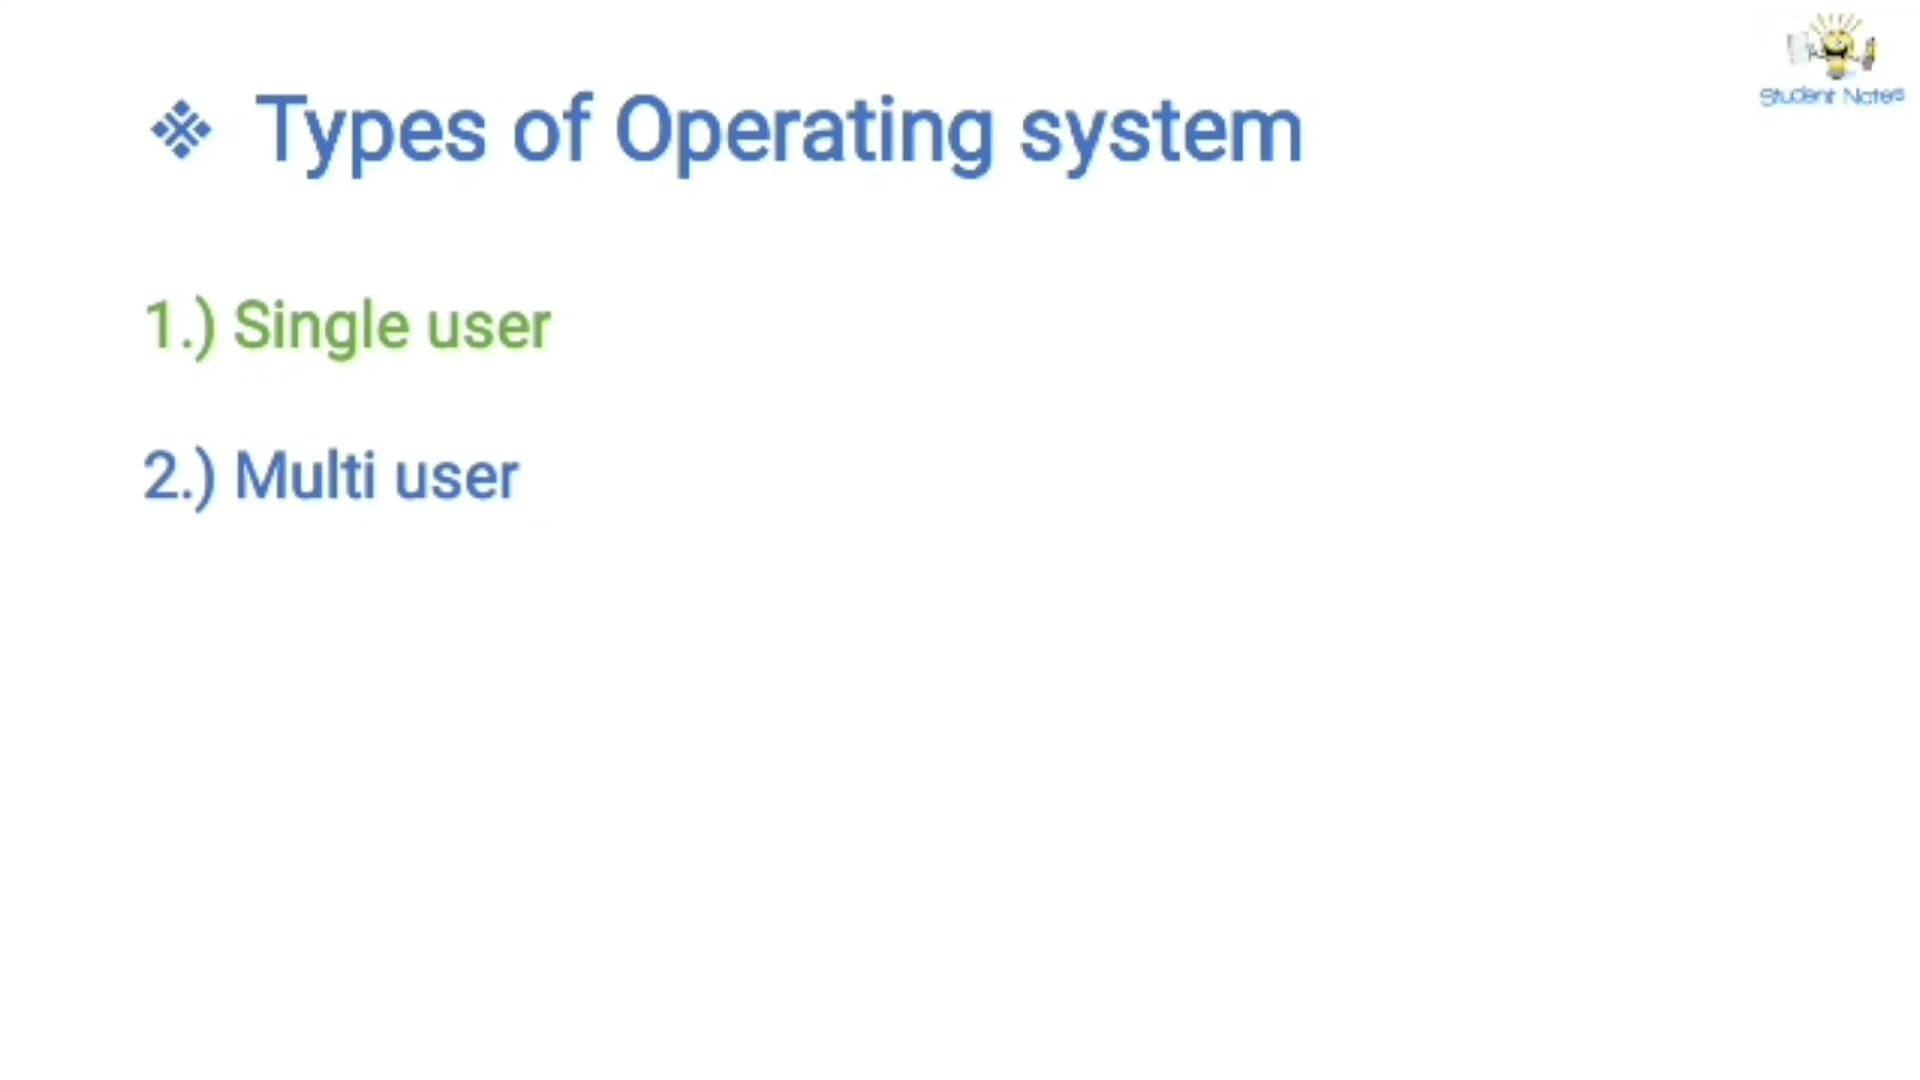 Student Notes
❖ Types of Operating system
1.) Single user
2.) Multi user